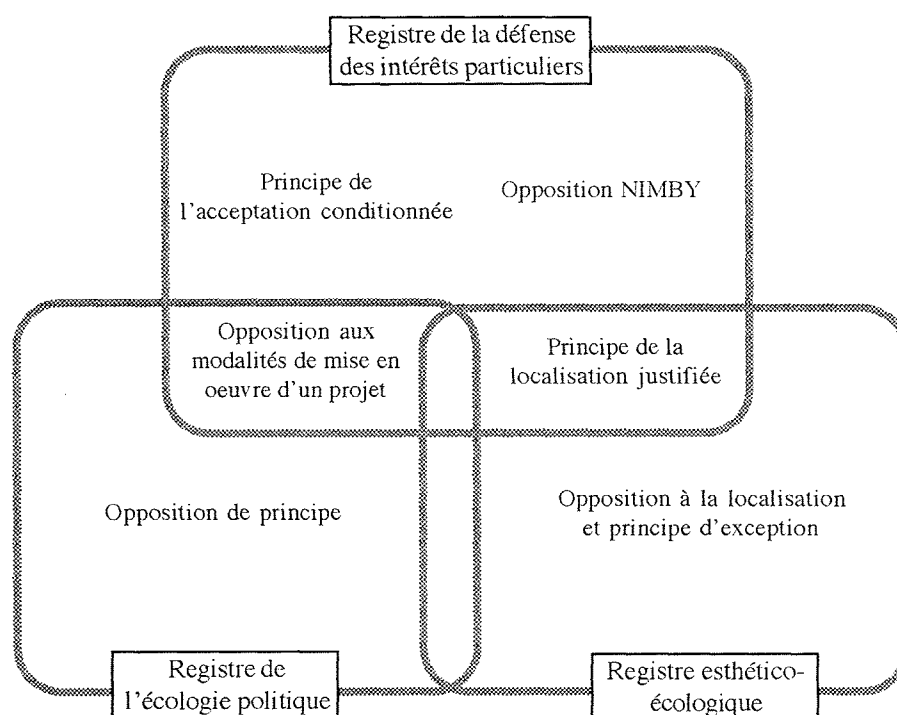 Registre de la défense
des intérêts particuliers
Principe de
l'acceptation conditionnée
Opposition NIMBY
Opposition aux
modalités de mise en
oeuvre d'un projet
Principe de la
localisation justifiée
Opposition de principe
Opposition à la localisation
et principe d'exception
Registre de
l'écologie politique
Registre esthético-
écologique